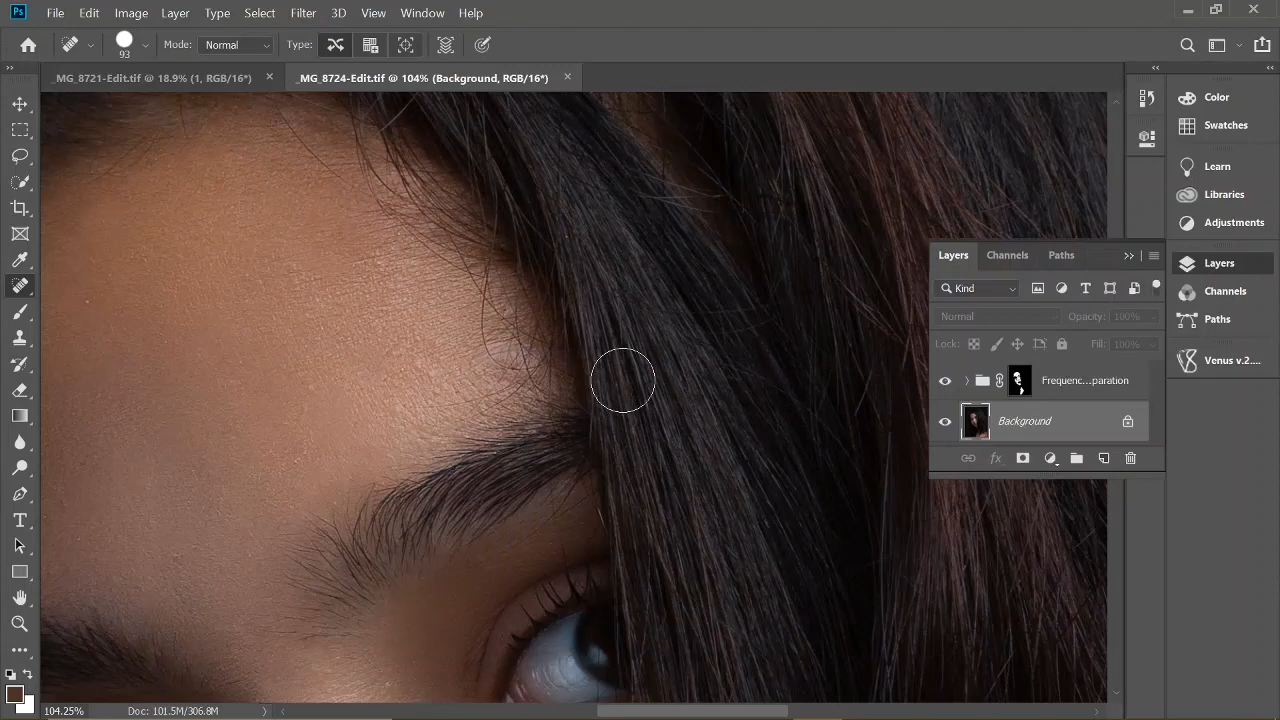 Ps File Edit Image Layer Type Select Filter 3D View Window Help
93 Mode: Normal Type:
_MG_8721-Edit.tif @ 18.9% (1, RGB/16*) _MG_8724-Edit.tif @ 104% (Background, RGB/16*)
Color
Swatches
Learn
Libraries
Adjustments
Layers
Channels
Paths
Venus v.2....
Layers Channels Paths
Kind
Normal Opacity: 100%
Lock: Fill: 100%
Frequenc...paration
Background
fx
104.25% Doc: 101.5M/306.8M